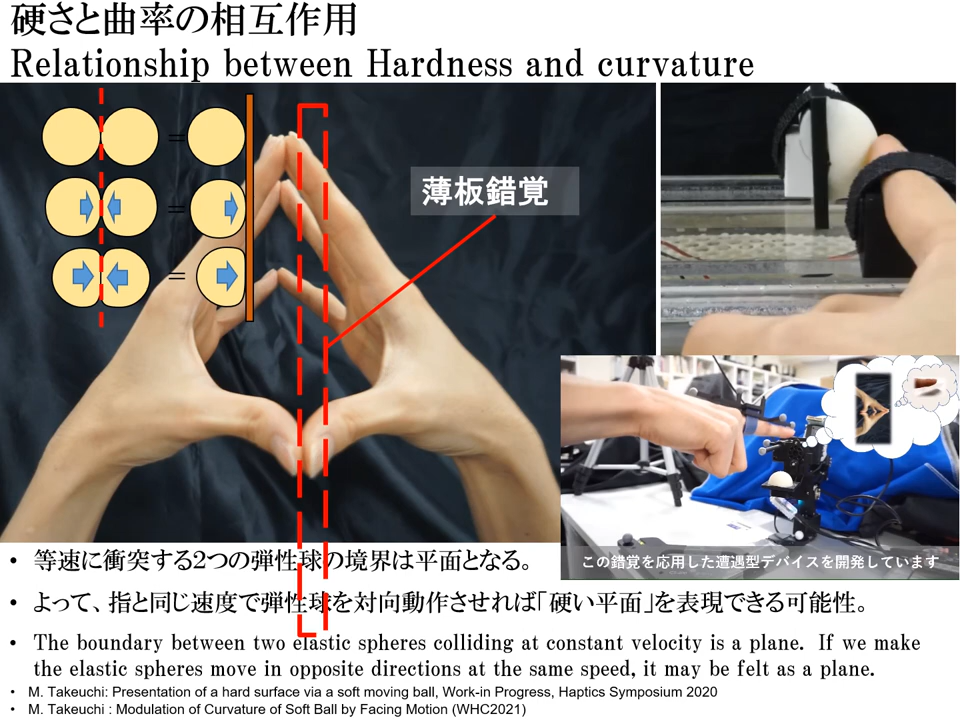 硬さと曲率の相互作用
Relationship between Hardness and curvature
=
=
=
薄板錯覚
この錯覚を応用した遭遇型デバイスを開発しています
• 等速に衝突する2つの弾性球の境界は平面となる。
• よって、指と同じ速度で弾性球を対向動作させれば「硬い平面」を表現できる可能性。
• The boundary between two elastic spheres colliding at constant velocity is a plane. If we make
the elastic spheres move in opposite directions at the same speed, it may be felt as a plane.
• M. Takeuchi: Presentation of a hard surface via a soft moving ball, Work-in Progress, Haptics Symposium 2020
• M. Takeuchi : Modulation of Curvature of Soft Ball by Facing Motion (WHC2021)